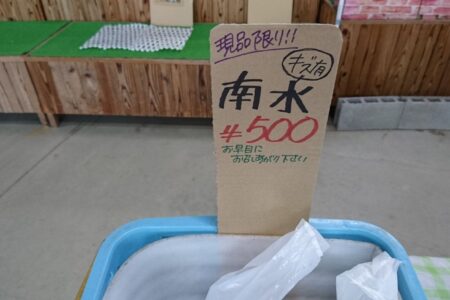 現品限り!!
キズ有
南水
¥500
お早目に
お召しあがり下さい